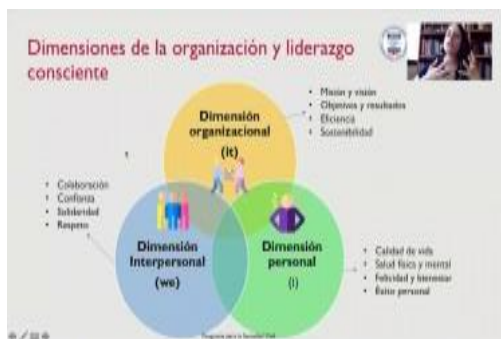 Dimensiones de la organización y liderazgo
consciente
Dimensión
organizacional
(it)
• Misión y visión
• Objetivos y resultados
• Eficiencia
• Sostenibilidad
• Colaboración
• Confianza
• Solidaridad
• Respeto
Dimensión
Interpersonal
(we)
Dimensión
personal
(i)
• Calidad de vida
• Salud física y mental
• Felicidad y bienestar
• Éxito personal